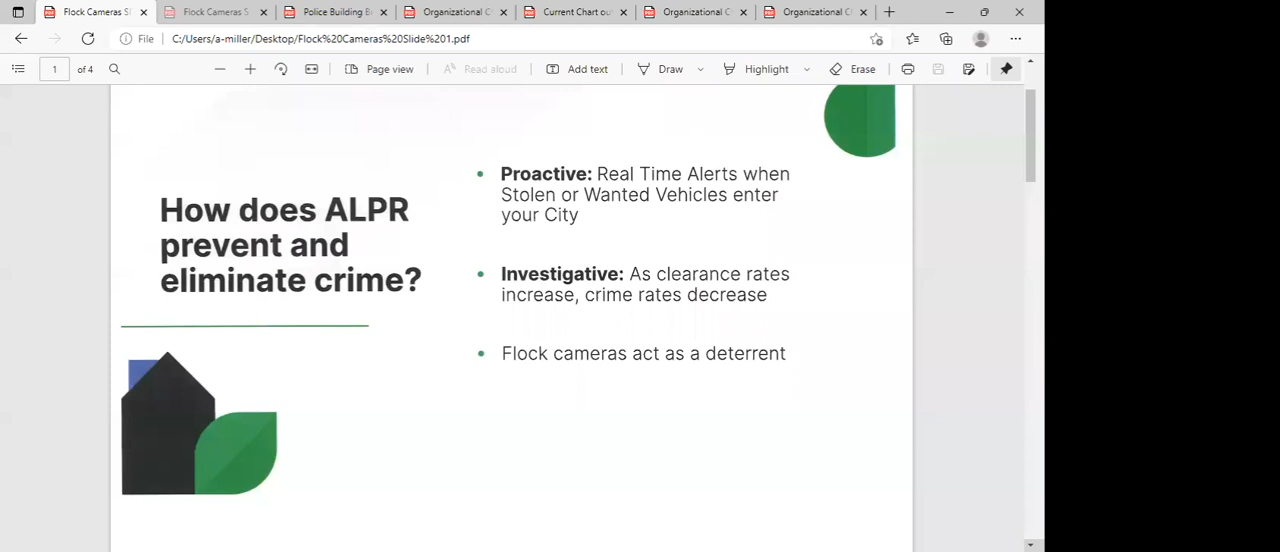 Flock Cameras S
Flock Cameras S
Police Building B
Organizational C
Current Chart ou
Organizational C
Organizational C
File
C:/Users/a-miller/Desktop/Flock%20Cameras%20Slide%201.pdf
1 of 4
Page view
Read aloud
Add text
Draw
Highlight
Erase
How does ALPR
prevent and
eliminate crime?
• Proactive: Real Time Alerts when
Stolen or Wanted Vehicles enter
your City
• Investigative: As clearance rates
increase, crime rates decrease
• Flock cameras act as a deterrent